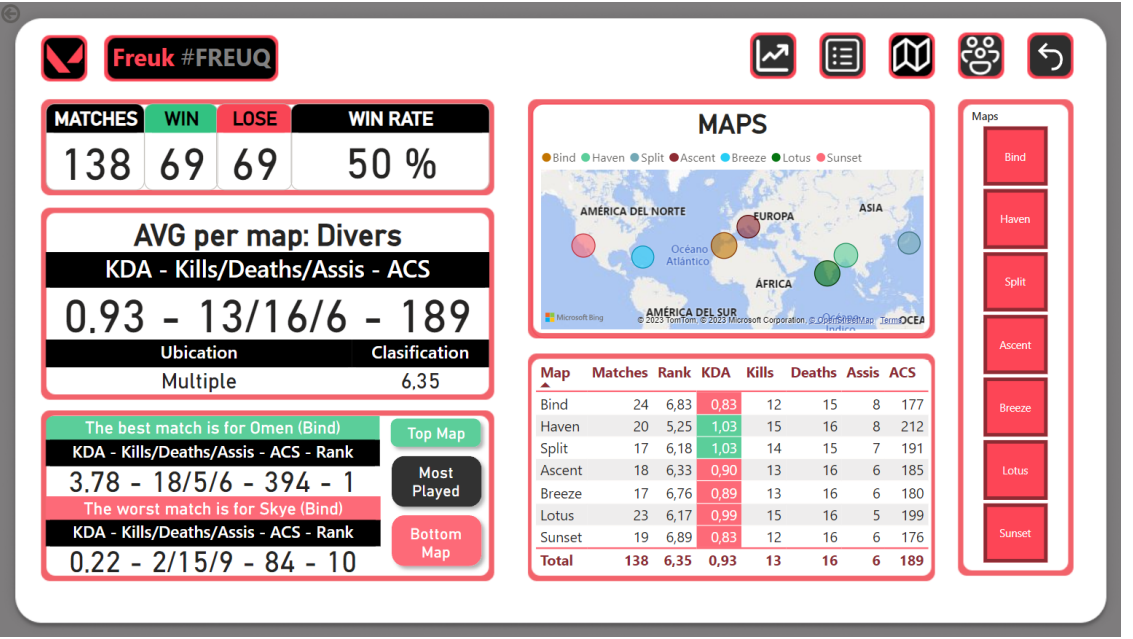 Freuk #FREUQ
MATCHES WIN LOSE WIN RATE
138 69 69 50 %
AVG per map: Divers
KDA - Kills/Deaths/Assis - ACS
0,93 - 13/16/6 - 189
Ubication Clasification
Multiple 6,35
The best match is for Omen (Bind)
KDA - Kills/Deaths/Assis - ACS - Rank
3,78 - 18/5/6 - 394 - 1
The worst match is for Skye (Bind)
KDA - Kills/Deaths/Assis - ACS - Rank
0,22 - 2/15/9 - 84 - 10
Top Map
Most
Played
Bottom
Map
MAPS
Bind Haven Split Ascent Breeze Lotus Sunset
AMÉRICA DEL NORTE
EUROPA
ASIA
Océano
Atlántico
ÁFRICA
AMÉRICA DEL SUR
Océano
Índico
OCEA
Microsoft Bing
© 2023 TomTom, © 2023 Microsoft Corporation, © OpenStreetMap Terms
Map Matches Rank KDA Kills Deaths Assis ACS
Bind 24 6,83 0,83 12 15 8 177
Haven 20 5,25 1,03 15 16 8 212
Split 17 6,18 1,03 14 15 7 191
Ascent 18 6,33 0,90 13 16 6 185
Breeze 17 6,76 0,89 13 16 6 180
Lotus 23 6,17 0,99 15 16 5 199
Sunset 19 6,89 0,83 12 16 6 176
Total 138 6,35 0,93 13 16 6 189
Maps
Bind
Haven
Split
Ascent
Breeze
Lotus
Sunset